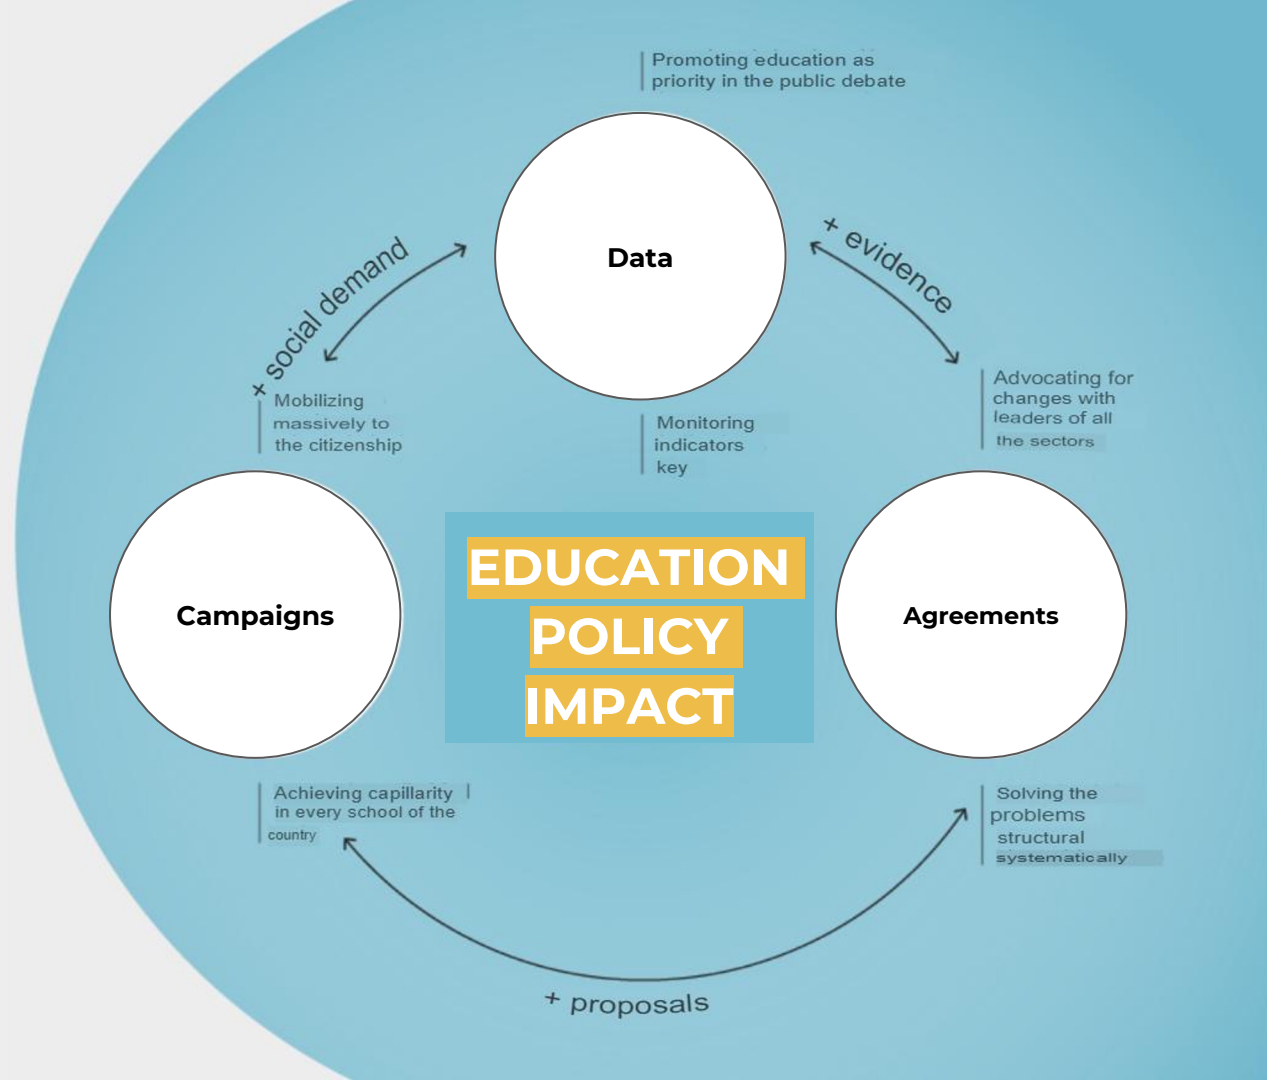 Promoting education as
priority in the public debate
Data
+ social demand
+ evidence
Mobilizing
massively to
the citizenship
Monitoring
indicators
key
Advocating for
changes with
leaders of all
the sectors
Campaigns
EDUCATION
POLICY
IMPACT
Agreements
Achieving capillarity
in every school of the
country
Solving the
problems
structural
systematically
+ proposals